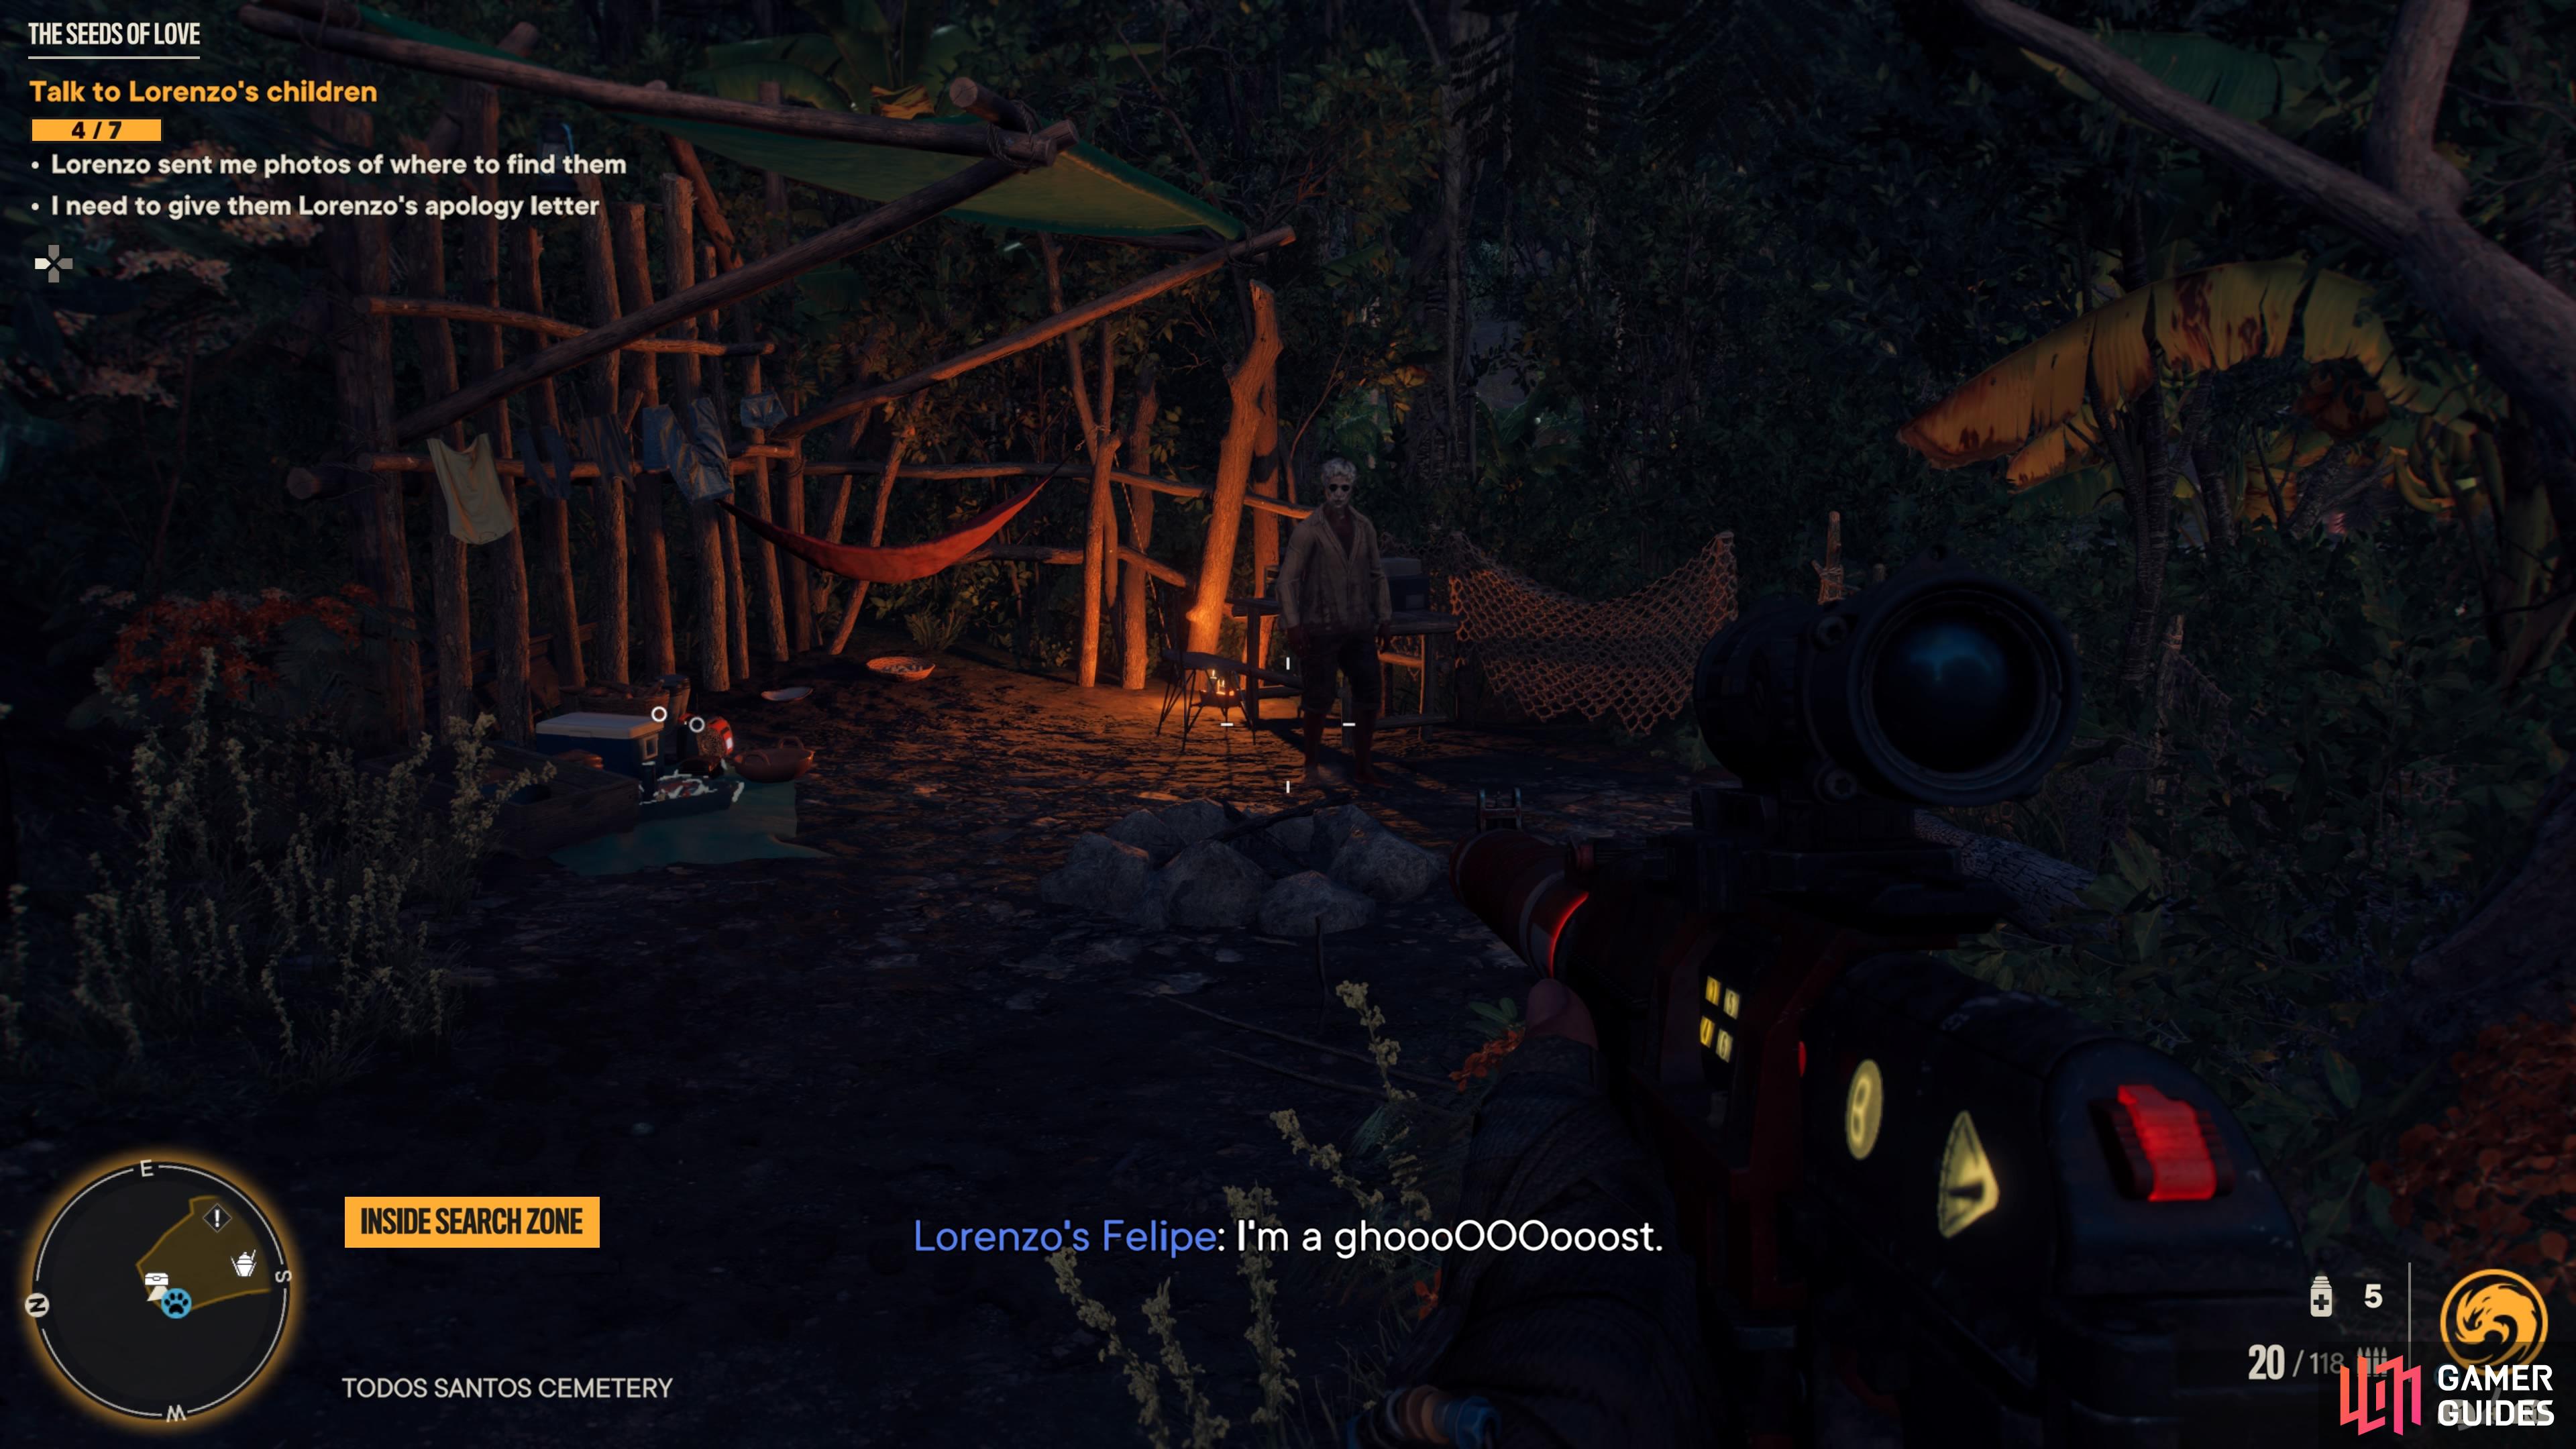 THE SEEDS OF LOVE
Talk to Lorenzo's children
4 / 7
• Lorenzo sent me photos of where to find them
• I need to give them Lorenzo's apology letter
E
S
N
W
INSIDE SEARCH ZONE
Lorenzo's Felipe: I'm a ghoooOOOooost.
TODOS SANTOS CEMETERY
5
20 / 118
GAMER
GUIDES